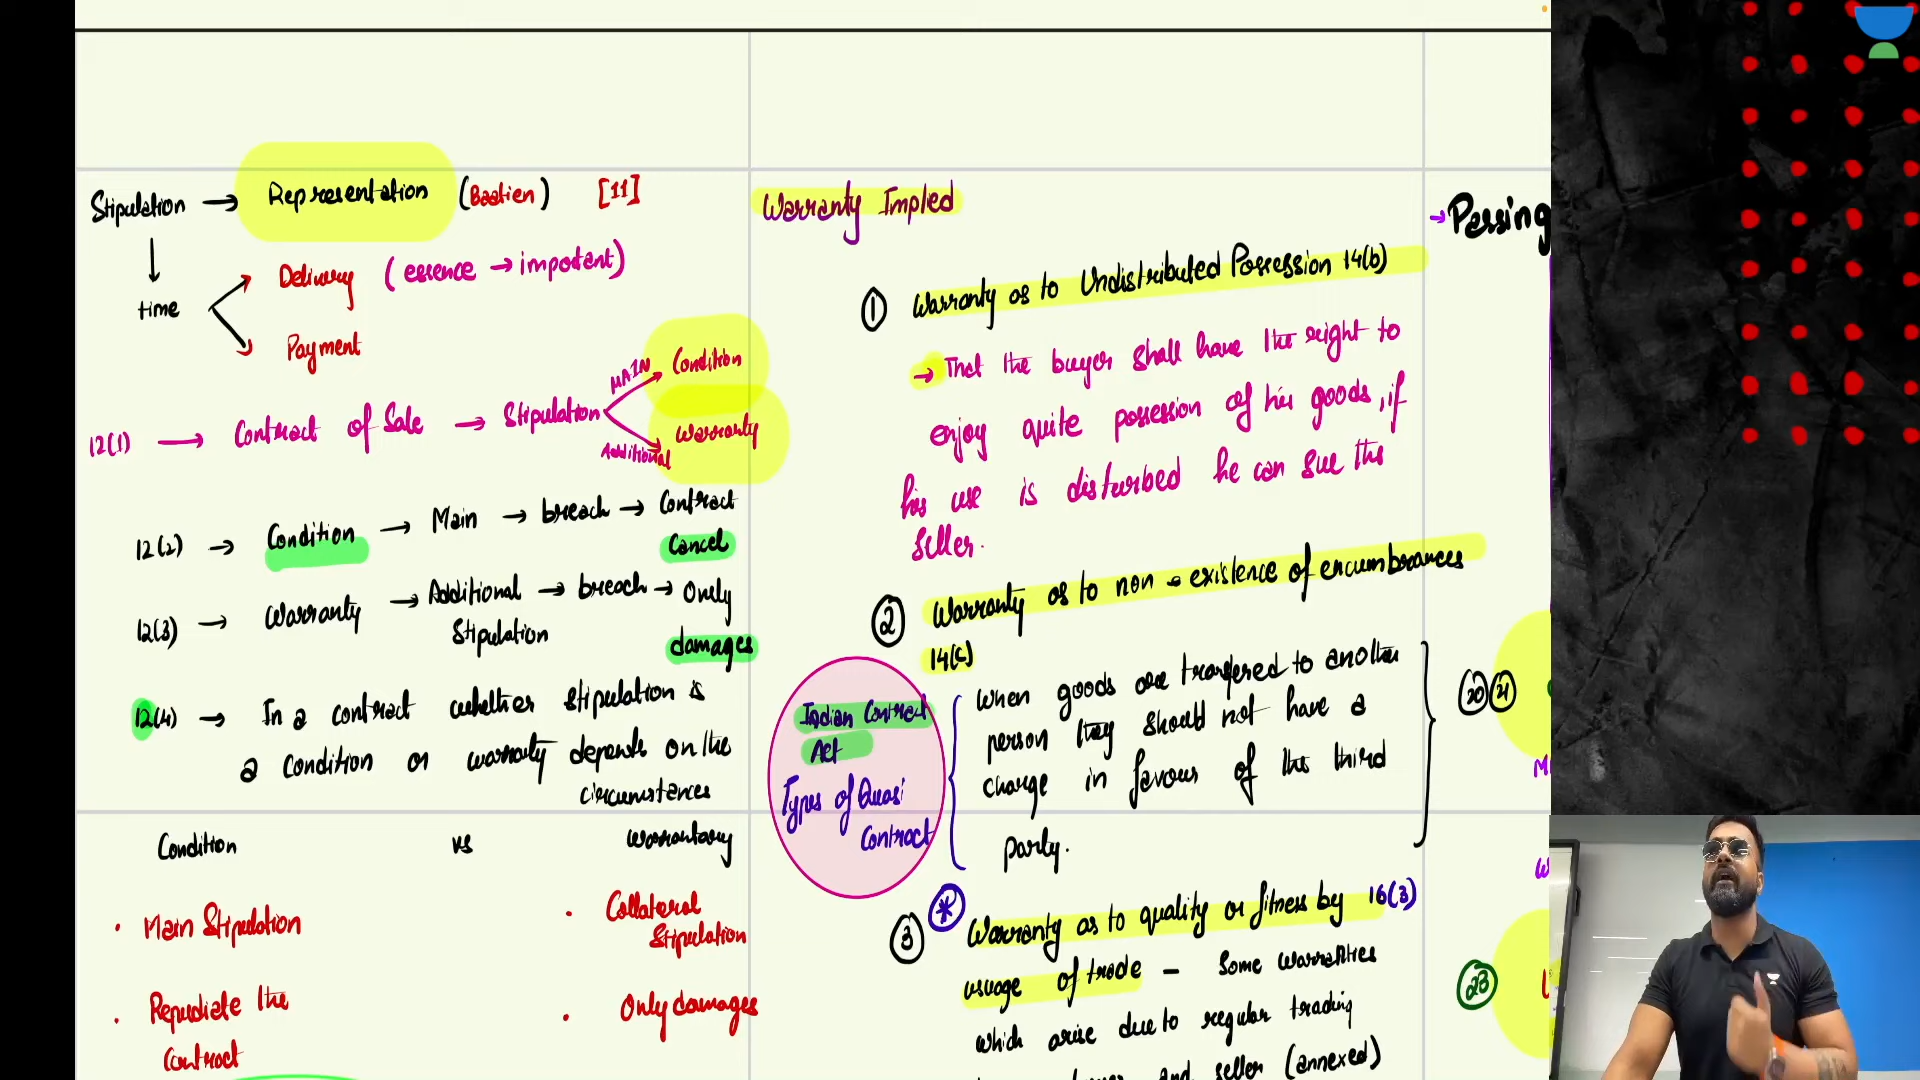 Stipulation → Representation (Baatien) [11]
time
Delivery (essence → important)
Payment
12(1) → Contract of Sale → Stipulation
MAIN Condition
Additional Warranty
12(2) → Condition → Main → breach → Contract
Cancel
12(3) → Warranty → Additional → breach → Only
Stipulation damages
12(4) → In a contract whether stipulation is
a condition or warranty depends on the
circumstances
Condition vs Warrantary
• Main Stipulation • Collateral
Stipulation
• Repudiate the • Only damages
Contract
Warranty Implied
① Warranty as to Undistributed Possession 14(b)
→ That the buyer shall have the right to
enjoy quite possession of his goods, if
his use is disturbed he can sue the
Seller.
② Warranty as to non - existence of encumbrances
14(c)
When goods are transfered to another
person they should not have a
charge in favour of the third
party.
Indian Contract
Act
Types of Quasi
Contract
③ Warranty as to quality or fitness by 16(3)
usuage of trade – Some warranties
which arise due to regular trading
and seller (annexed)
→ Passing
20 21
23